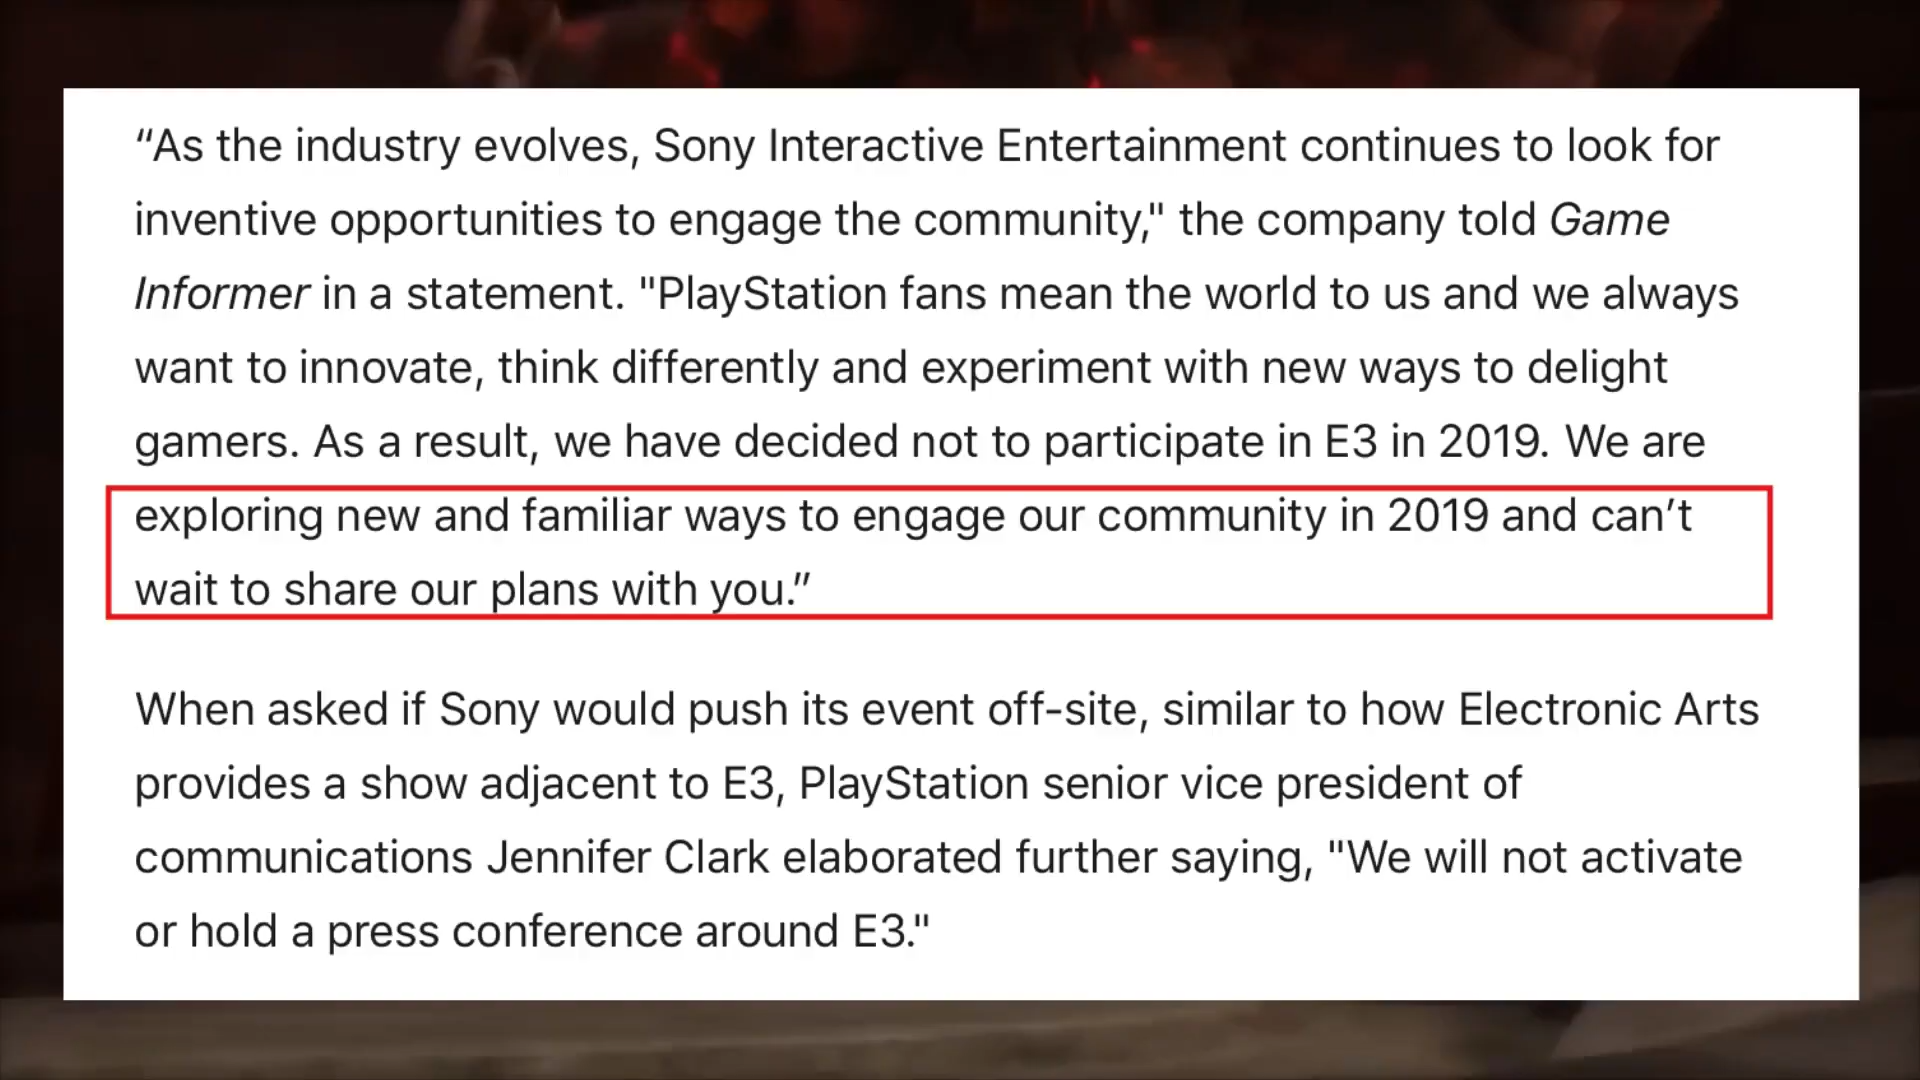 “As the industry evolves, Sony Interactive Entertainment continues to look for
inventive opportunities to engage the community," the company told Game
Informer in a statement. "PlayStation fans mean the world to us and we always
want to innovate, think differently and experiment with new ways to delight
gamers. As a result, we have decided not to participate in E3 in 2019. We are
exploring new and familiar ways to engage our community in 2019 and can’t
wait to share our plans with you.”
When asked if Sony would push its event off-site, similar to how Electronic Arts
provides a show adjacent to E3, PlayStation senior vice president of
communications Jennifer Clark elaborated further saying, "We will not activate
or hold a press conference around E3."